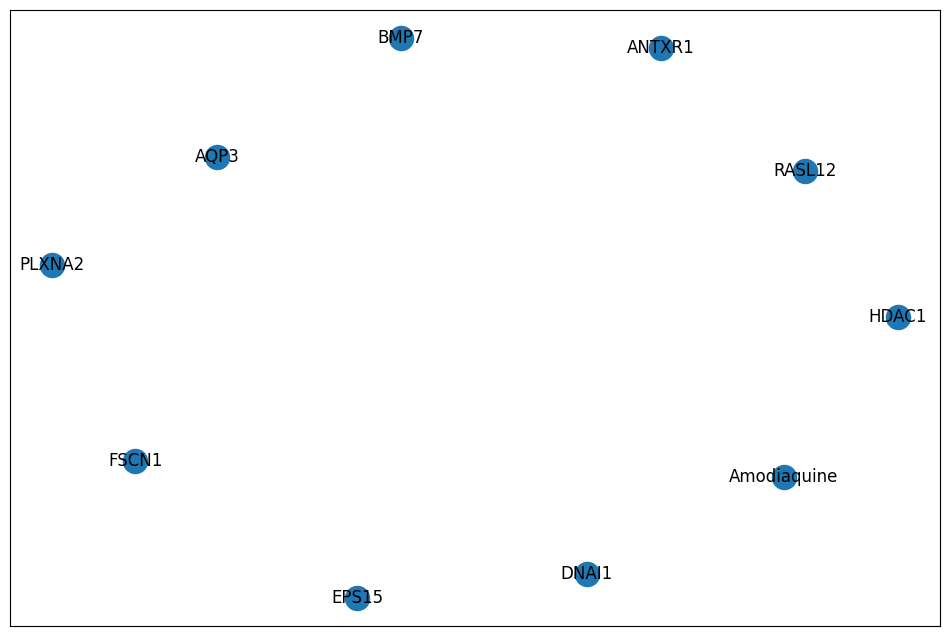 BMP7
ANTXR1
AQP3
RASL12
PLXNA2
HDAC1
FSCN1
Amodiaquine
DNAI1
EPS15